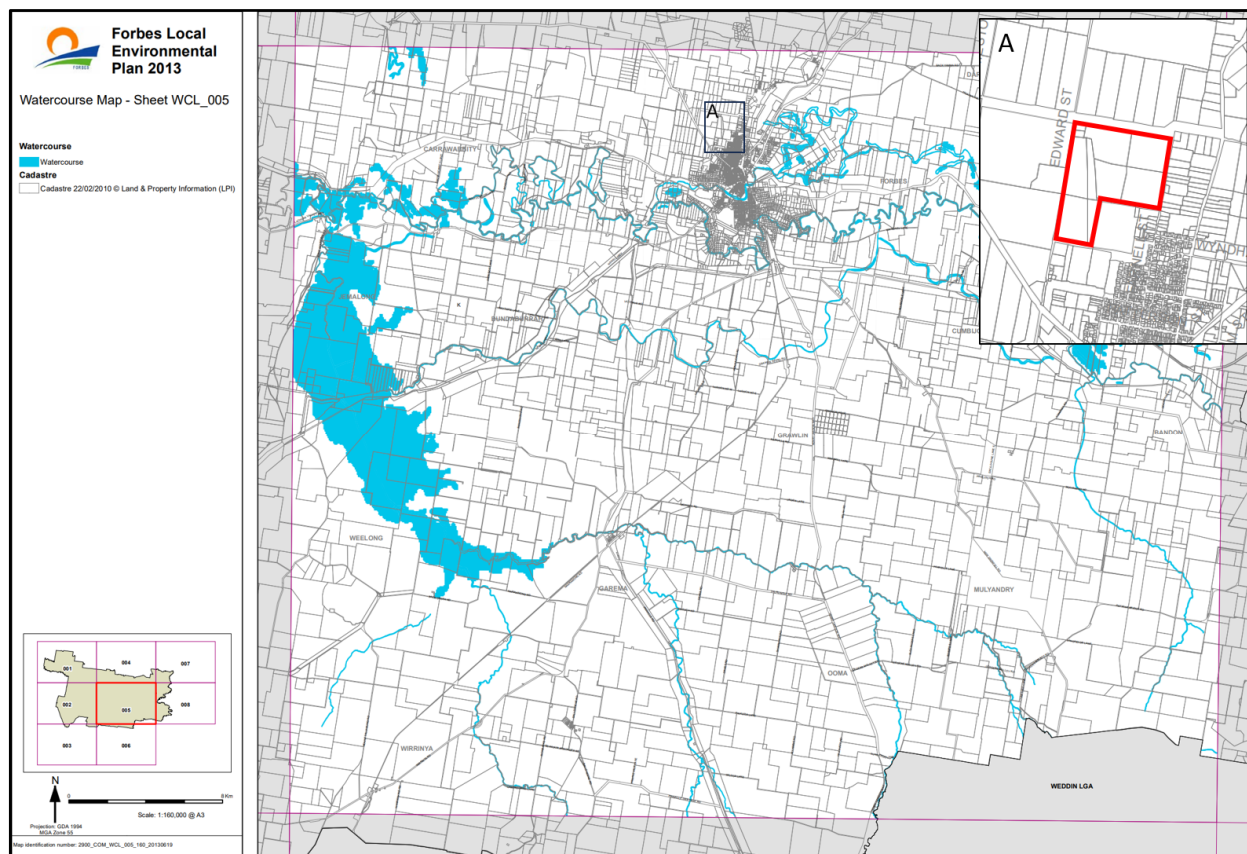 Forbes Local
Environmental
Plan 2013
FORBES
Watercourse Map - Sheet WCL_005
Watercourse
Watercourse
Cadastre
Cadastre 22/02/2010 © Land & Property Information (LPI)
001
004
007
002
005
008
003
006
N
0
8 Km
Scale: 1:160,000 @ A3
Projection: GDA 1994
MGA Zone 55
Map identification number: 2900_COM_WCL_005_160_20130619
A
CARRAWABITY
FORBES
JEMALONG
K
GRAWLIN
BANDON
WEELONG
GAREMA
MULYANDRY
OOMA
WIRRINYA
WEDDIN LGA
A
EDWARD ST